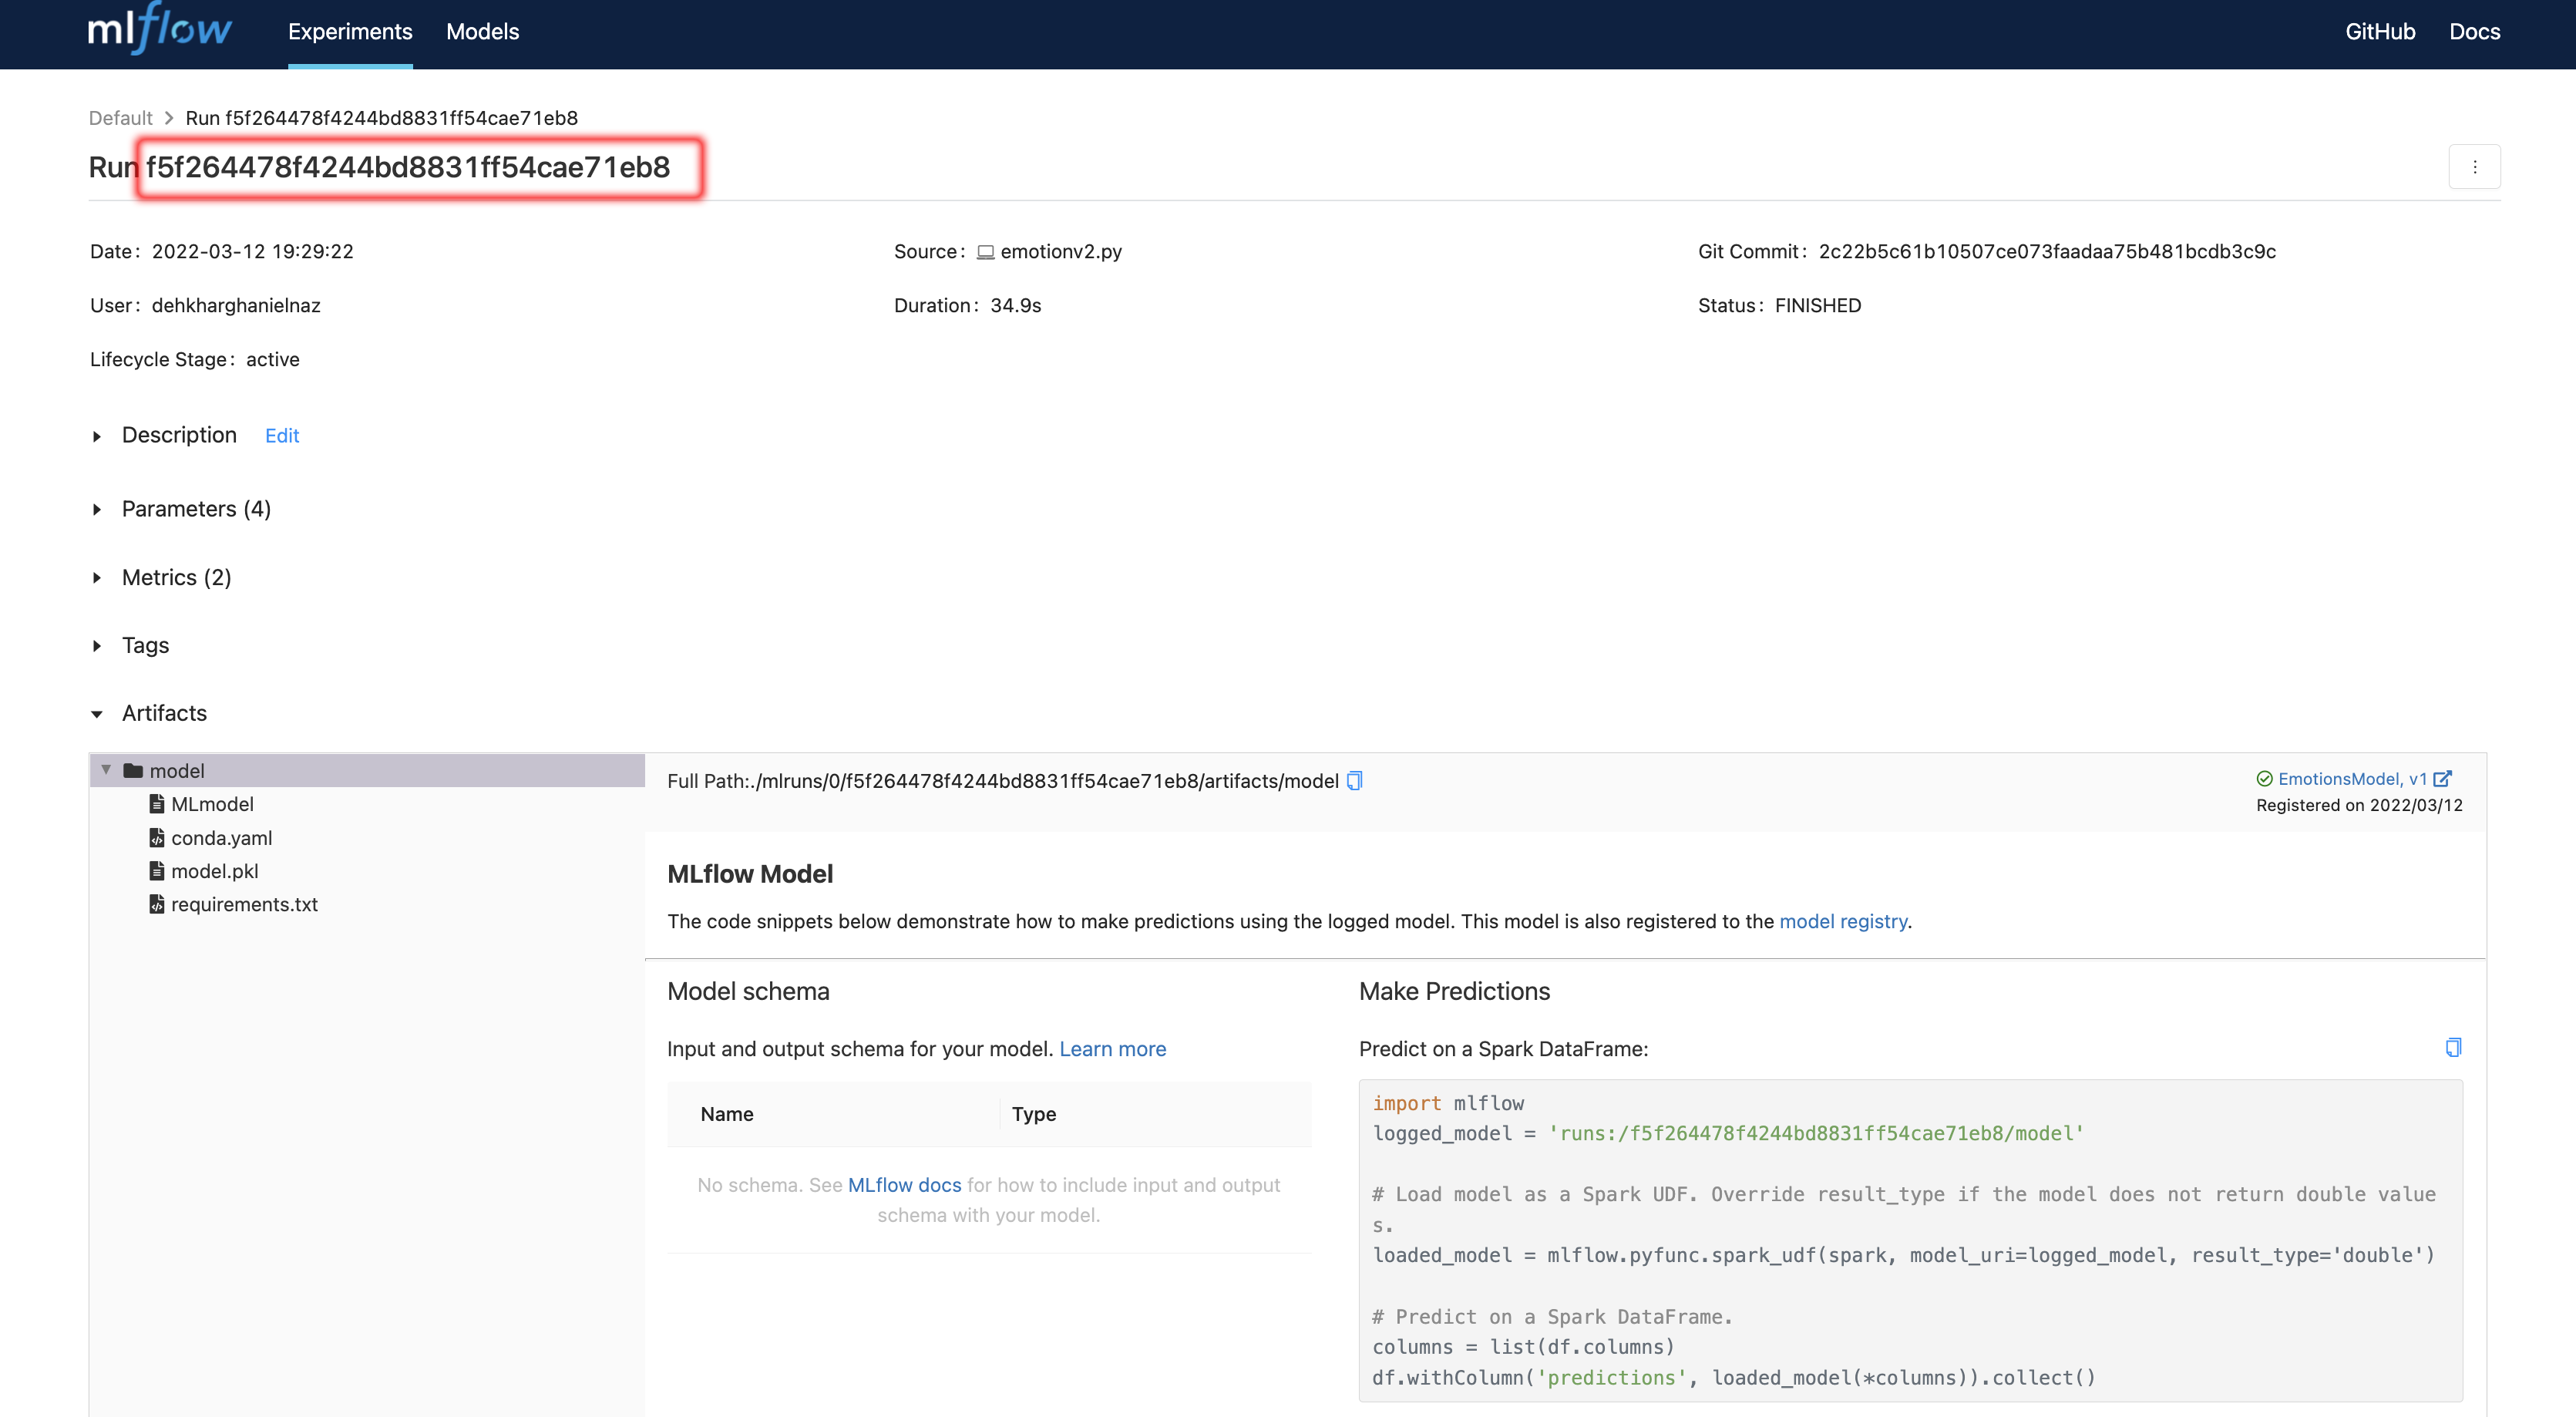 mlflow Experiments Models GitHub Docs
Default > Run f5f264478f4244bd8831ff54cae71eb8
Run f5f264478f4244bd8831ff54cae71eb8
Date: 2022-03-12 19:29:22 Source: emotionv2.py Git Commit: 2c22b5c61b10507ce073faadaa75b481bcdb3c9c
User: dehkharghanielnaz Duration: 34.9s Status: FINISHED
Lifecycle Stage: active
Description Edit
Parameters (4)
Metrics (2)
Tags
Artifacts
model
MLmodel
conda.yaml
model.pkl
requirements.txt
Full Path:./mlruns/0/f5f264478f4244bd8831ff54cae71eb8/artifacts/model
EmotionsModel, v1
Registered on 2022/03/12
MLflow Model
The code snippets below demonstrate how to make predictions using the logged model. This model is also registered to the model registry.
Model schema
Input and output schema for your model. Learn more
Name Type
No schema. See MLflow docs for how to include input and output
schema with your model.
Make Predictions
Predict on a Spark DataFrame:
import mlflow
logged_model = 'runs:/f5f264478f4244bd8831ff54cae71eb8/model'
# Load model as a Spark UDF. Override result_type if the model does not return double value
s.
loaded_model = mlflow.pyfunc.spark_udf(spark, model_uri=logged_model, result_type='double')
# Predict on a Spark DataFrame.
columns = list(df.columns)
df.withColumn('predictions', loaded_model(*columns)).collect()